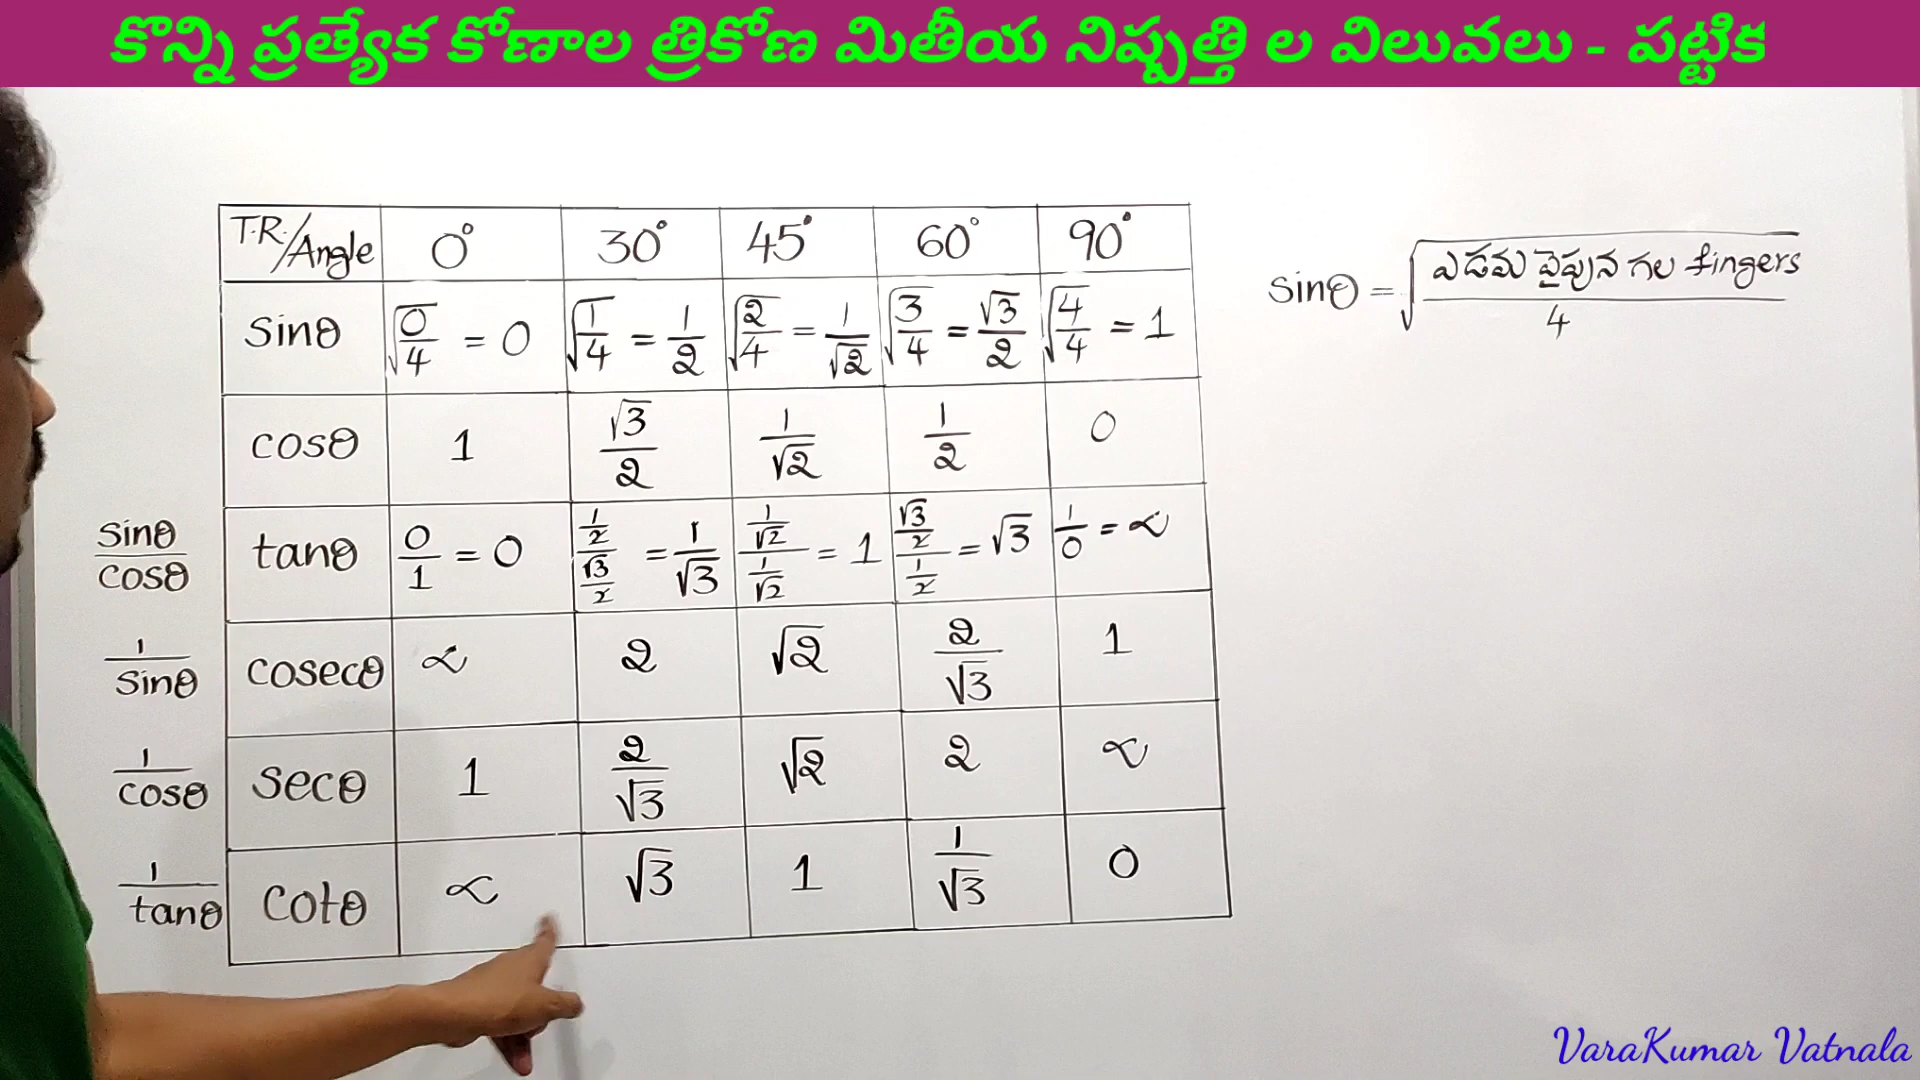 కొన్ని ప్రత్యేక కోణాల త్రికోణ మితీయ నిష్పత్తి ల విలువలు - పట్టిక
T.R./Angle 0° 30° 45° 60° 90°
sinθ √(0/4) = 0 √(1/4) = 1/2 √(2/4) = 1/√2 √(3/4) = √3/2 √(4/4) = 1
sinθ = √(ఎడమ వైపున గల fingers/4)
cosθ 1 √3/2 1/√2 1/2 0
sinθ/cosθ tanθ 0/1 = 0 (1/2)/(√3/2) = 1/√3 (1/√2)/(1/√2) = 1 (√3/2)/(1/2) = √3 1/0 = ∝
1/sinθ cosecθ ∝ 2 √2 2/√3 1
1/cosθ secθ 1 2/√3 √2 2 ∝
1/tanθ cotθ ∝ √3 1 1/√3 0
VaraKumar Vatnala